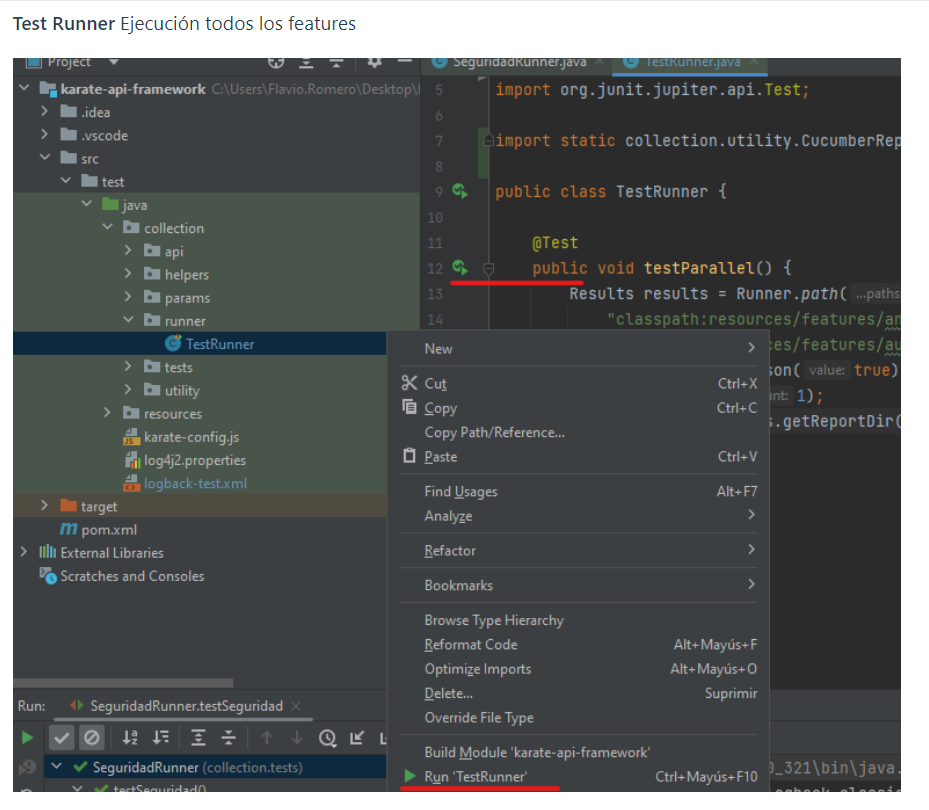 Test Runner Ejecución todos los features
Project
karate-api-framework C:\Users\Flavio.Romero\Desktop\
.idea
.vscode
src
test
java
collection
api
helpers
params
runner
TestRunner
tests
utility
resources
karate-config.js
log4j2.properties
logback-test.xml
target
pom.xml
External Libraries
Scratches and Consoles
SeguridadRunner.java
TestRunner.java
5 import org.junit.jupiter.api.Test;
6
7 import static collection.utility.CucumberRep
8
9 public class TestRunner {
10
11 @Test
12 public void testParallel() {
13 Results results = Runner.path( ...paths
14 "classpath:resources/features/an
es/features/au
son( value: true)
unt: 1);
s.getReportDir(
New
Cut Ctrl+X
Copy Ctrl+C
Copy Path/Reference...
Paste Ctrl+V
Find Usages Alt+F7
Analyze
Refactor
Bookmarks
Browse Type Hierarchy
Reformat Code Alt+Mayús+F
Optimize Imports Alt+Mayús+O
Delete... Suprimir
Override File Type
Build Module 'karate-api-framework'
Run 'TestRunner' Ctrl+Mayús+F10
Run: SeguridadRunner.testSeguridad
SeguridadRunner (collection.tests)
testSeguridad()
0_321\bin\java.